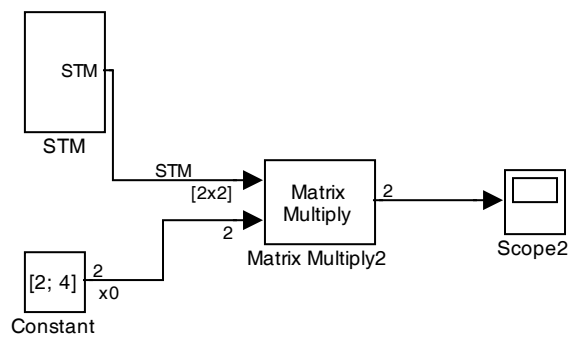 STM
STM
STM
[2x2]
Matrix
Multiply
2
2
Matrix Multiply2
Scope2
[2; 4]
2
x0
Constant